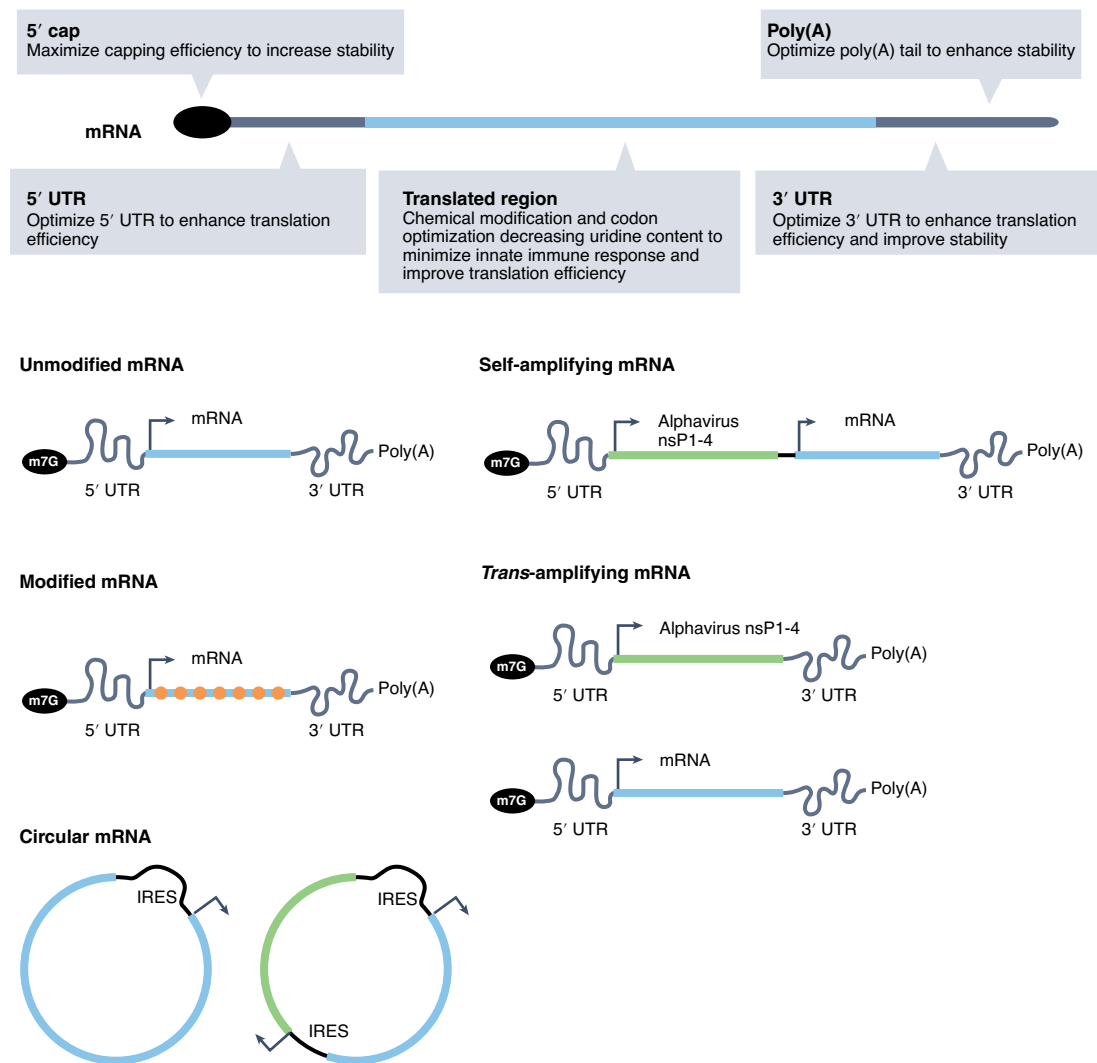 5′ cap
Maximize capping efficiency to increase stability
Poly(A)
Optimize poly(A) tail to enhance stability
mRNA
5′ UTR
Optimize 5′ UTR to enhance translation
efficiency
Translated region
Chemical modification and codon
optimization decreasing uridine content to
minimize innate immune response and
improve translation efficiency
3′ UTR
Optimize 3′ UTR to enhance translation
efficiency and improve stability
Unmodified mRNA
mRNA
m7G
Poly(A)
5′ UTR
3′ UTR
Self-amplifying mRNA
Alphavirus
nsP1-4
mRNA
m7G
Poly(A)
5′ UTR
3′ UTR
Modified mRNA
mRNA
m7G
Poly(A)
5′ UTR
3′ UTR
Trans-amplifying mRNA
Alphavirus nsP1-4
m7G
Poly(A)
5′ UTR
3′ UTR
mRNA
m7G
Poly(A)
5′ UTR
3′ UTR
Circular mRNA
IRES
IRES
IRES